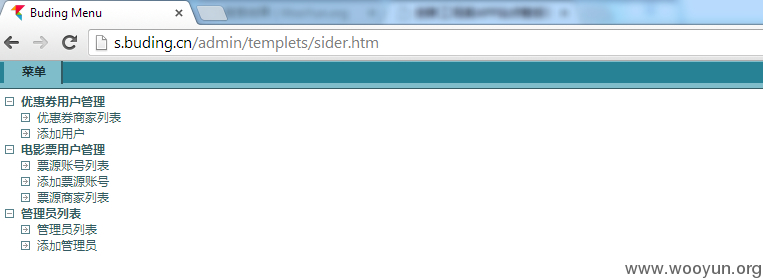 Buding Menu
s.buding.cn/admin/templets/sider.htm
菜单
优惠券用户管理
优惠券商家列表
添加用户
电影票用户管理
票源账号列表
添加票源账号
票源商家列表
管理员列表
管理员列表
添加管理员
www.wooyun.org